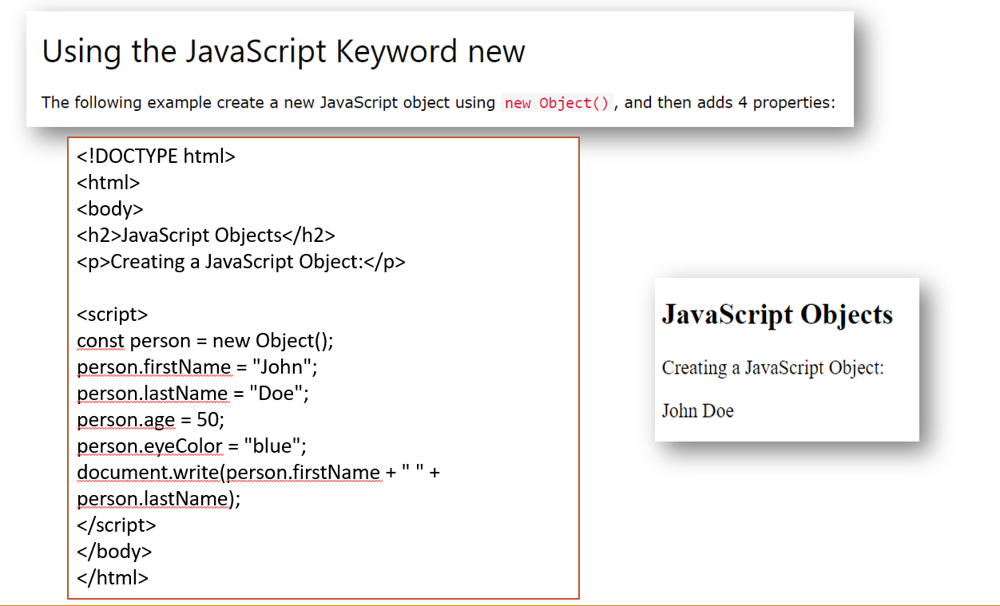 Using the JavaScript Keyword new
The following example create a new JavaScript object using new Object(), and then adds 4 properties:
<!DOCTYPE html>
<html>
<body>
<h2>JavaScript Objects</h2>
<p>Creating a JavaScript Object:</p>

<script>
const person = new Object();
person.firstName = "John";
person.lastName = "Doe";
person.age = 50;
person.eyeColor = "blue";
document.write(person.firstName + " " +
person.lastName);
</script>
</body>
</html>
JavaScript Objects
Creating a JavaScript Object:
John Doe